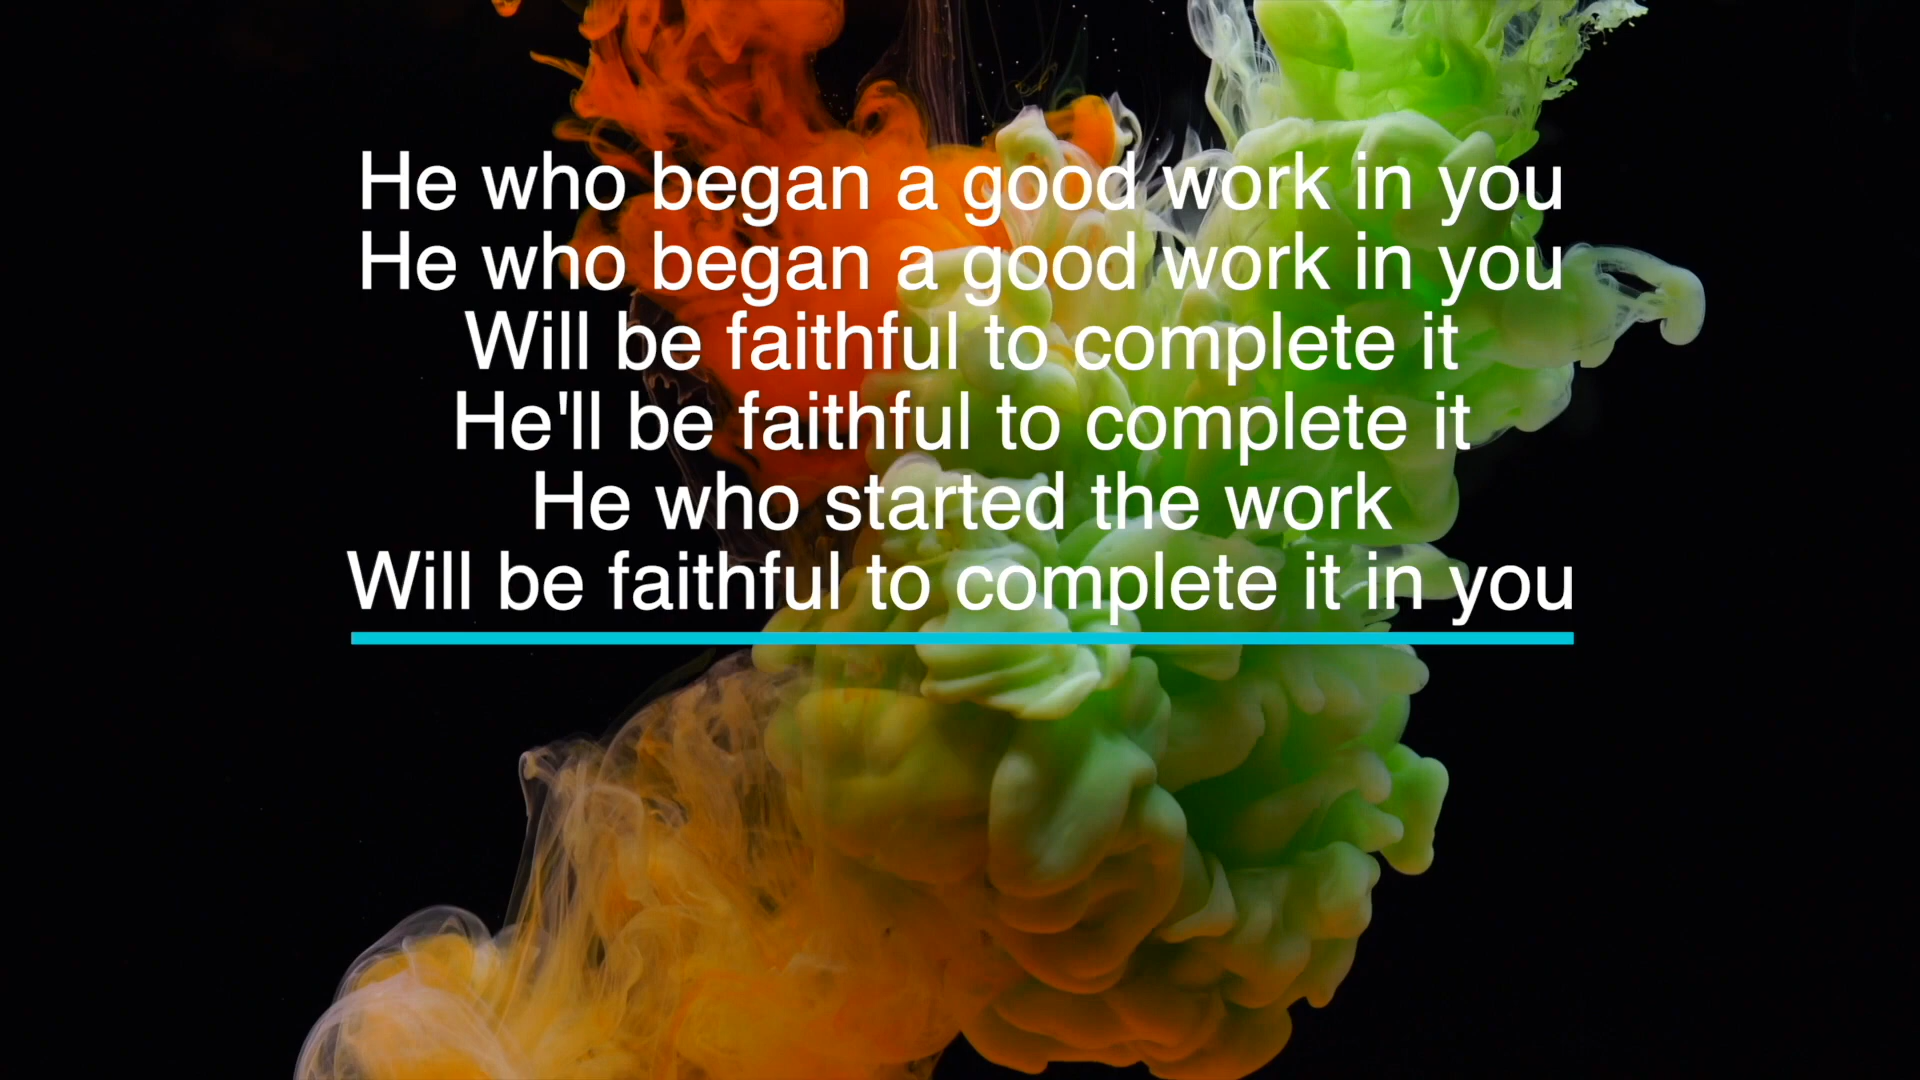 He who began a good work in you
He who began a good work in you
Will be faithful to complete it
He'll be faithful to complete it
He who started the work
Will be faithful to complete it in you